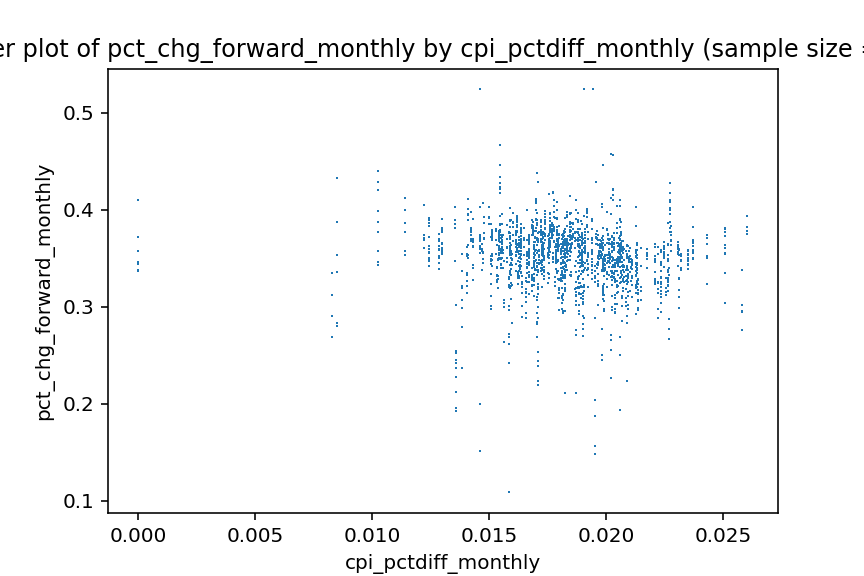 er plot of pct_chg_forward_monthly by cpi_pctdiff_monthly (sample size =
0.5
0.4
0.3
0.2
0.1
pct_chg_forward_monthly
0.000 0.005 0.010 0.015 0.020 0.025
cpi_pctdiff_monthly